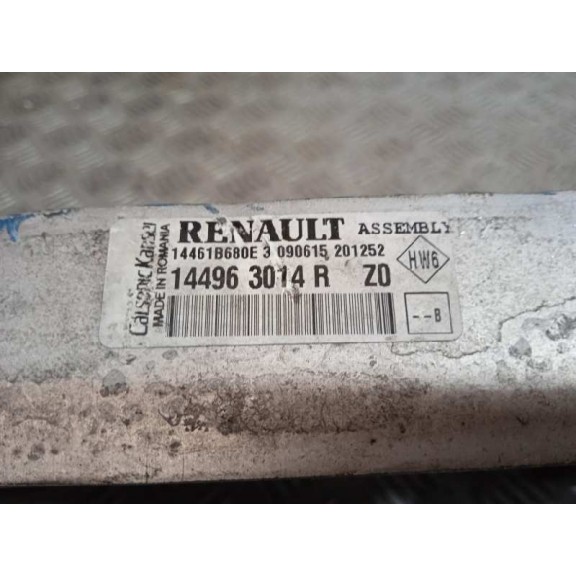 RENAULT ASSEMBLY
14461B680E 3 090615 201252
14496 3014 R Z0
HW6
--B
Calsonic Kansei
MADE IN ROMANIA